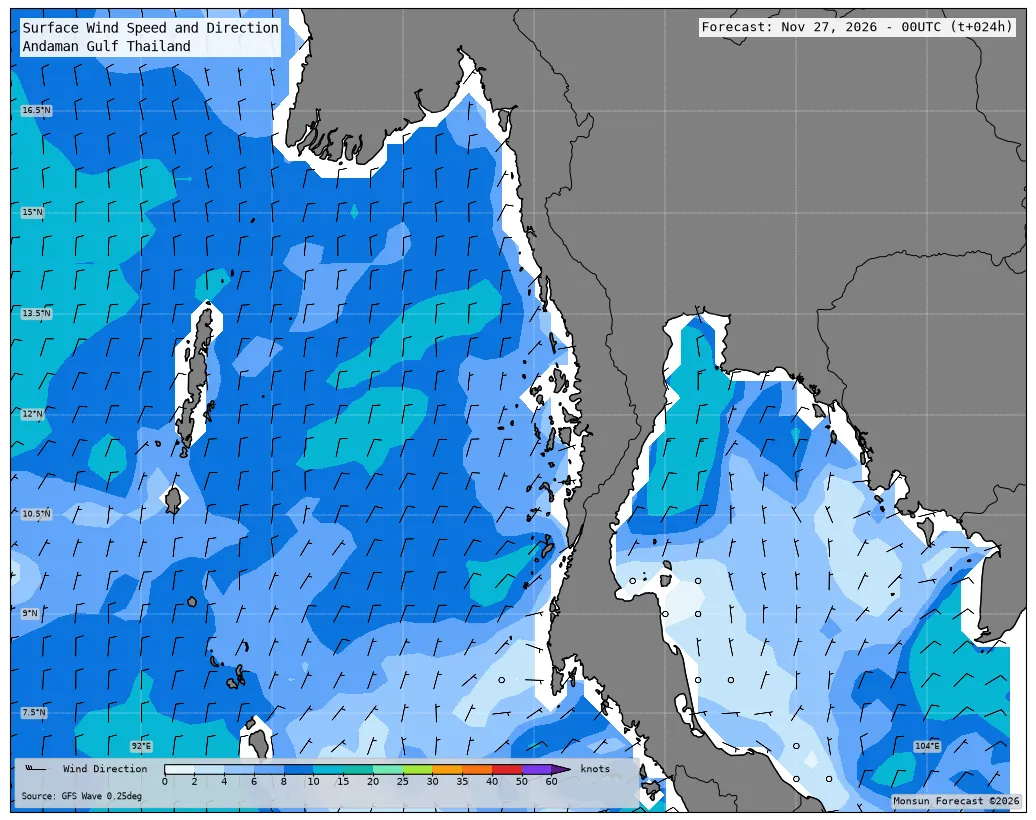 Surface Wind Speed and Direction
Andaman Gulf Thailand
Forecast: Nov 27, 2026 - 00UTC (t+024h)
16.5°N
15°N
13.5°N
12°N
10.5°N
9°N
7.5°N
92°E
104°E
Wind Direction
knots
0 2 4 6 8 10 15 20 25 30 35 40 50 60
Source: GFS Wave 0.25deg
Monsun Forecast ©2026